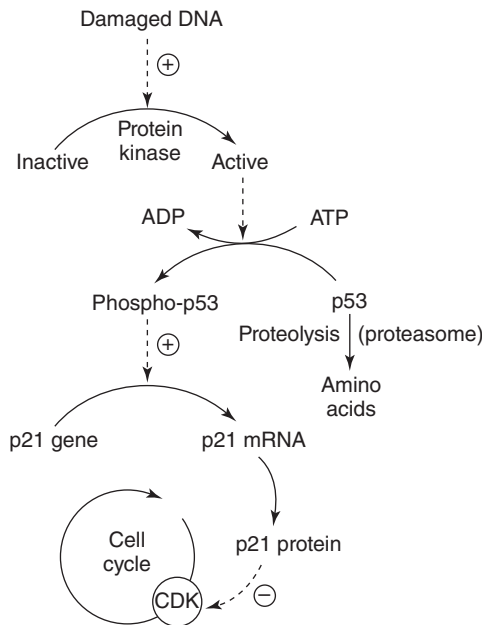 Damaged DNA
+
Protein
kinase
Inactive
Active
ADP
ATP
Phospho-p53
p53
+
Proteolysis (proteasome)
Amino
acids
p21 gene
p21 mRNA
Cell
cycle
p21 protein
CDK
−